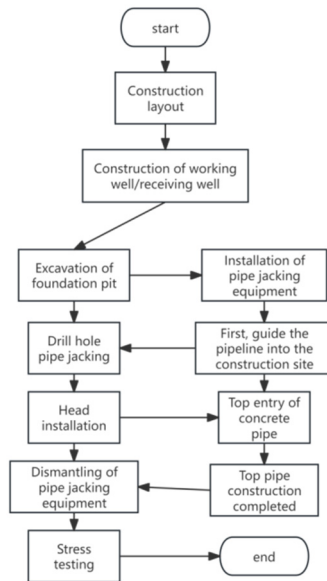 start
Construction
layout
Construction of working
well/receiving well
Excavation of
foundation pit
Installation of
pipe jacking
equipment
Drill hole
pipe jacking
First, guide the
pipeline into the
construction site
Head
installation
Top entry of
concrete
pipe
Dismantling of
pipe jacking
equipment
Top pipe
construction
completed
Stress
testing
end